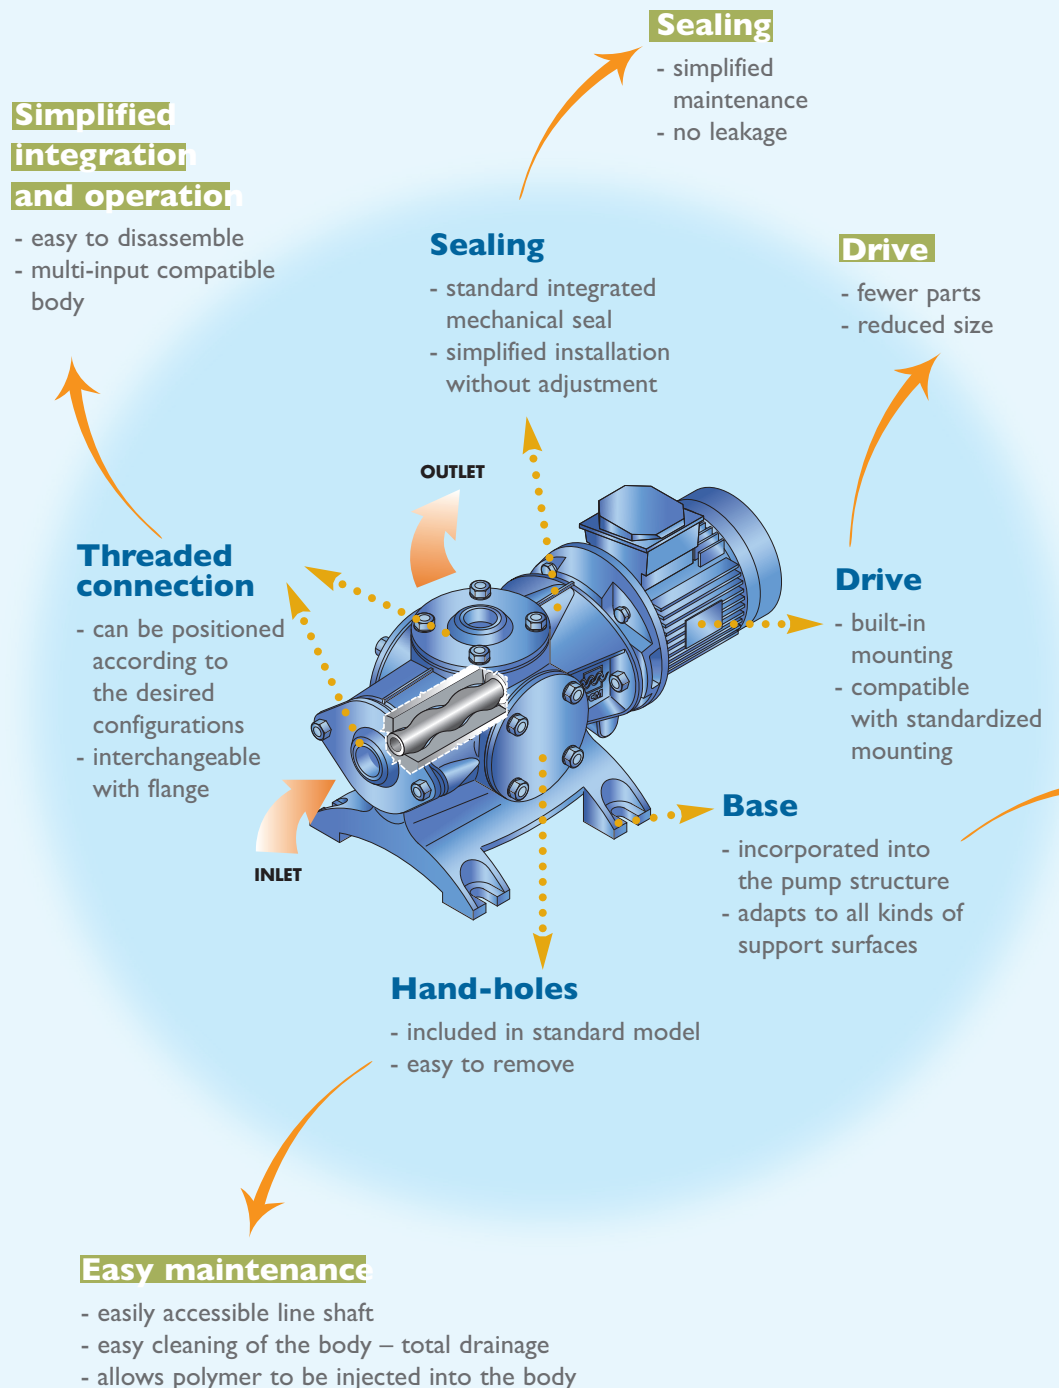 Sealing
- simplified
maintenance
- no leakage
Simplified
integration
and operation
- easy to disassemble
- multi-input compatible
body
Sealing
- standard integrated
mechanical seal
- simplified installation
without adjustment
Drive
- fewer parts
- reduced size
OUTLET
Threaded
connection
- can be positioned
according to
the desired
configurations
- interchangeable
with flange
Drive
- built-in
mounting
- compatible
with standardized
mounting
INLET
Base
- incorporated into
the pump structure
- adapts to all kinds of
support surfaces
Hand-holes
- included in standard model
- easy to remove
Easy maintenance
- easily accessible line shaft
- easy cleaning of the body – total drainage
- allows polymer to be injected into the body